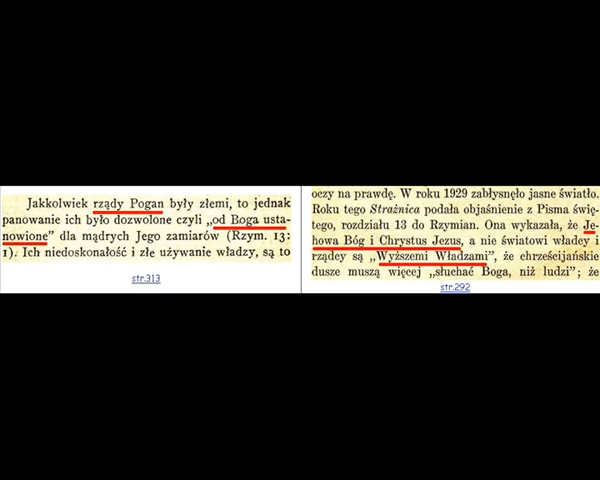 Jakkolwiek rządy Pogan były złemi, to jednak
panowanie ich było dozwolone czyli „od Boga usta-
nowione” dla mądrych Jego zamiarów (Rzym. 13:
1). Ich niedoskonałość i złe używanie władzy, są to
str.313
oczy na prawdę. W roku 1929 zabłysnęło jasne światło.
Roku tego Strażnica podała objaśnienie z Pisma świę-
tego, rozdziału 13 do Rzymian. Ona wykazała, że Je-
howa Bóg i Chrystus Jezus, a nie światowi władcy i
rządcy są „Wyższemi Władzami”, że chrześcijańskie
dusze muszą więcej „słuchać Boga, niż ludzi”; że
str.292